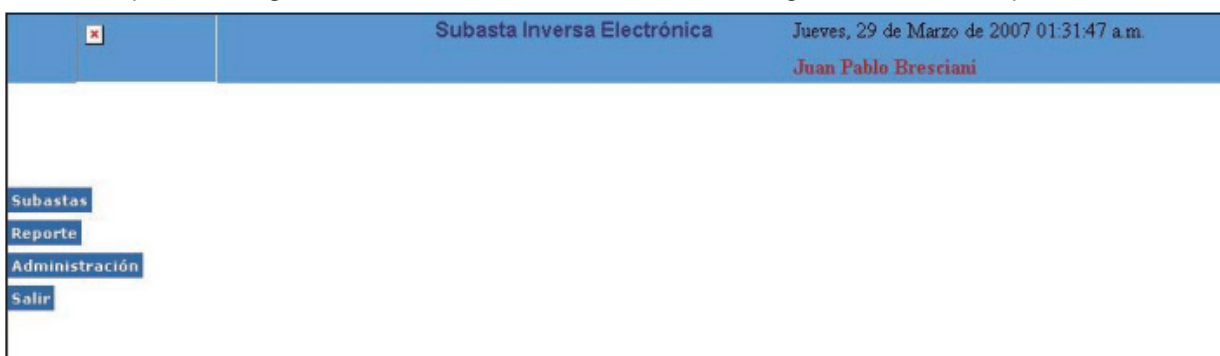 Subasta Inversa Electrónica
Jueves, 29 de Marzo de 2007 01:31:47 a.m.
Juan Pablo Bresciani
Subastas
Reporte
Administración
Salir